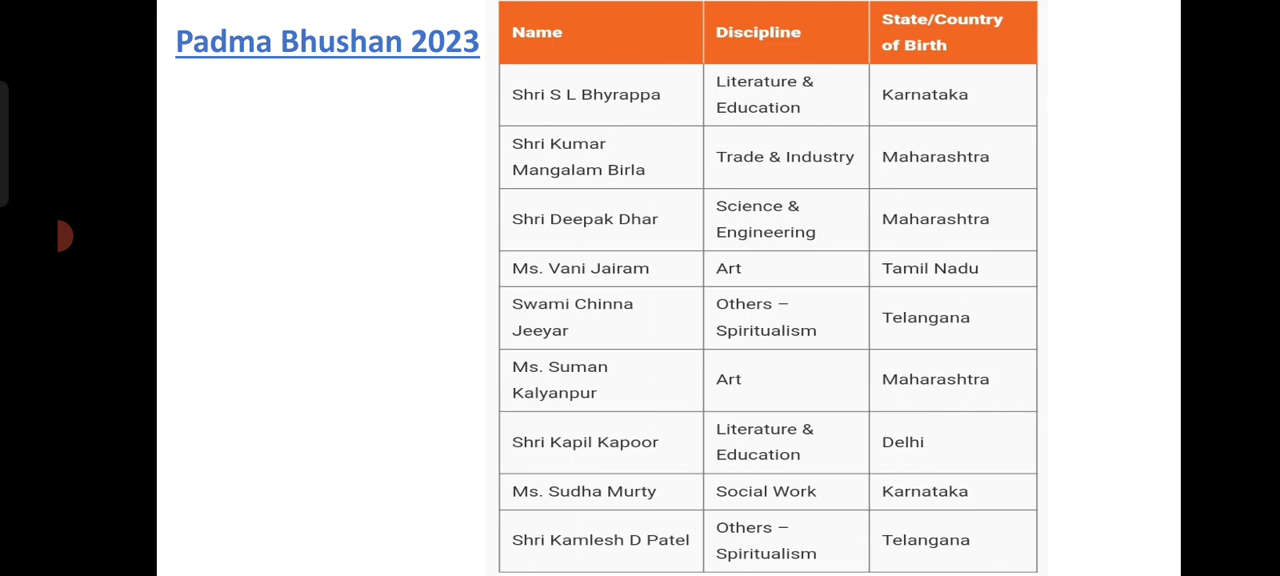 Padma Bhushan 2023
Name Discipline State/Country
of Birth
Shri S L Bhyrappa Literature &
Education Karnataka
Shri Kumar
Mangalam Birla Trade & Industry Maharashtra
Shri Deepak Dhar Science &
Engineering Maharashtra
Ms. Vani Jairam Art Tamil Nadu
Swami Chinna
Jeeyar Others –
Spiritualism Telangana
Ms. Suman
Kalyanpur Art Maharashtra
Shri Kapil Kapoor Literature &
Education Delhi
Ms. Sudha Murty Social Work Karnataka
Shri Kamlesh D Patel Others –
Spiritualism Telangana